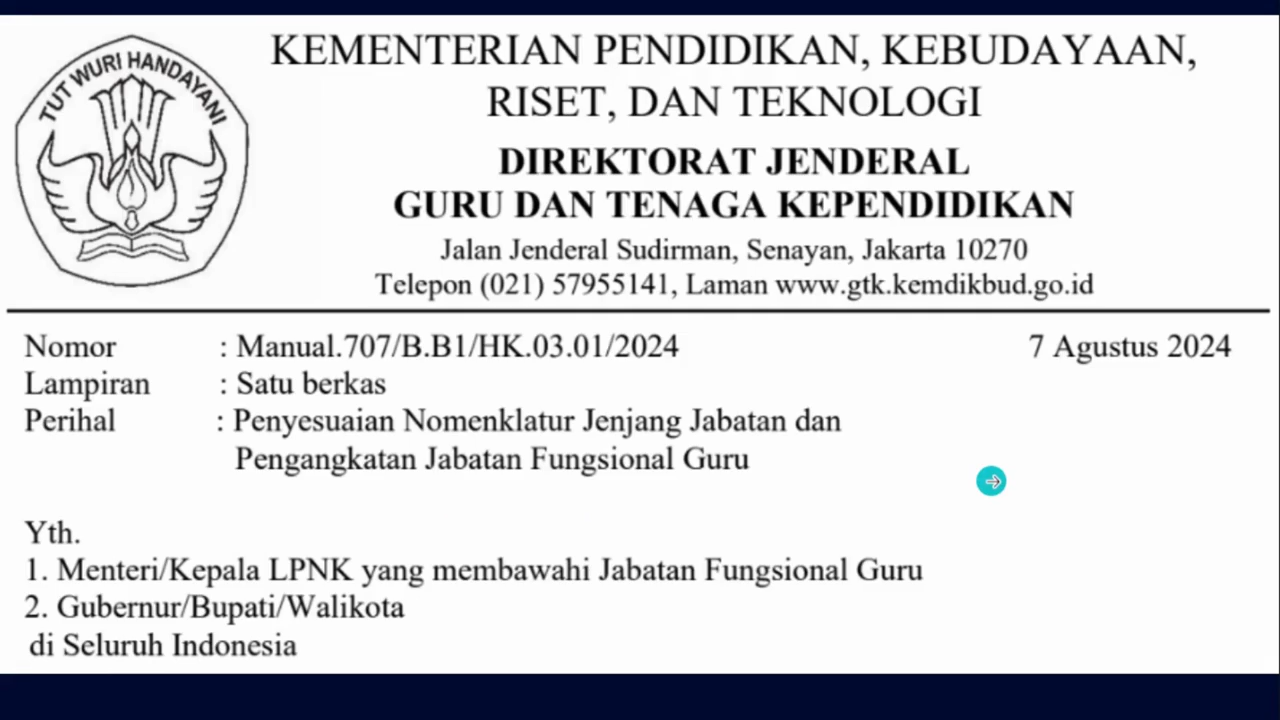 TUT WURI HANDAYANI
KEMENTERIAN PENDIDIKAN, KEBUDAYAAN,
RISET, DAN TEKNOLOGI
DIREKTORAT JENDERAL
GURU DAN TENAGA KEPENDIDIKAN
Jalan Jenderal Sudirman, Senayan, Jakarta 10270
Telepon (021) 57955141, Laman www.gtk.kemdikbud.go.id
Nomor : Manual.707/B.B1/HK.03.01/2024 7 Agustus 2024
Lampiran : Satu berkas
Perihal : Penyesuaian Nomenklatur Jenjang Jabatan dan
Pengangkatan Jabatan Fungsional Guru
Yth.
1. Menteri/Kepala LPNK yang membawahi Jabatan Fungsional Guru
2. Gubernur/Bupati/Walikota
di Seluruh Indonesia